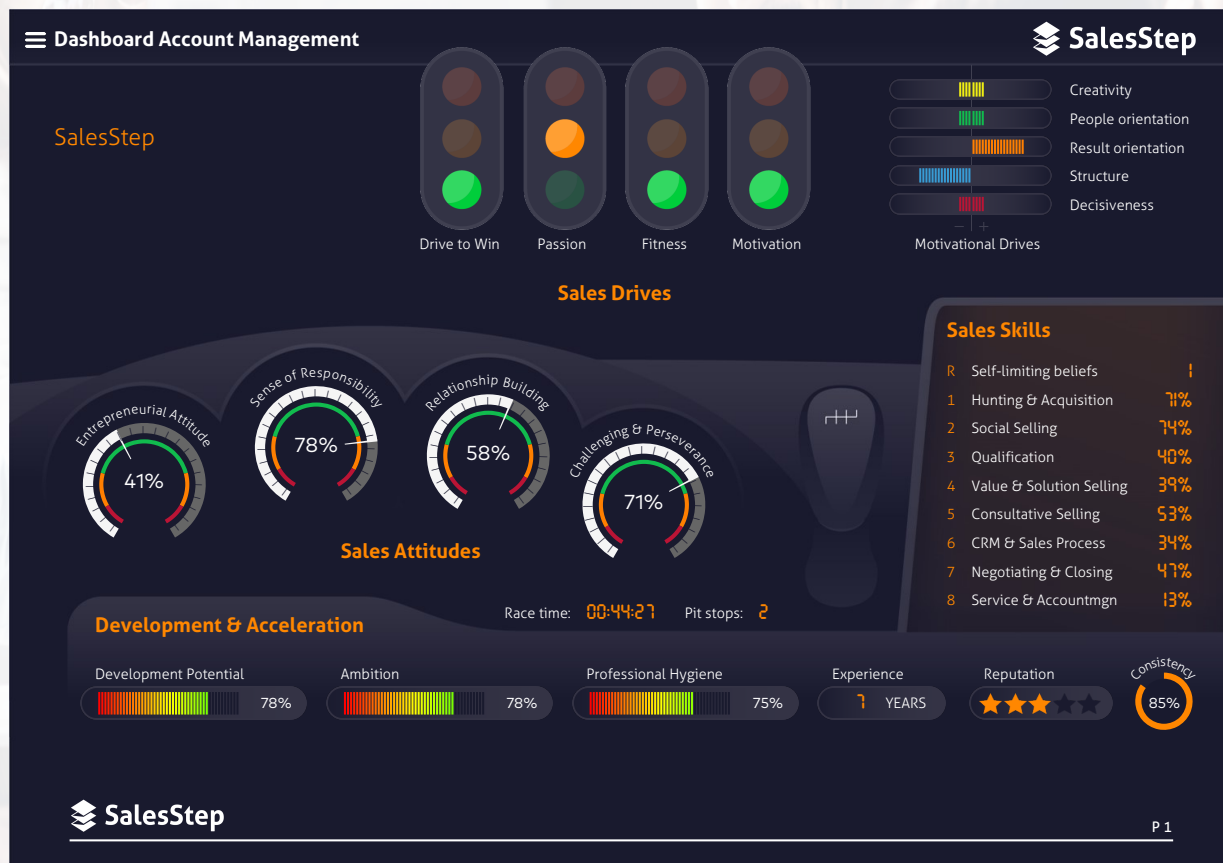 Dashboard Account Management
SalesStep
SalesStep
Drive to Win
Passion
Fitness
Motivation
Creativity
People orientation
Result orientation
Structure
Decisiveness
− +
Motivational Drives
Sales Drives
Entrepreneurial Attitude
41%
Sense of Responsibility
78%
Relationship Building
58%
Challenging & Perseverance
71%
Sales Attitudes
Sales Skills
R Self-limiting beliefs 1
1 Hunting & Acquisition 71%
2 Social Selling 74%
3 Qualification 40%
4 Value & Solution Selling 39%
5 Consultative Selling 53%
6 CRM & Sales Process 34%
7 Negotiating & Closing 47%
8 Service & Accountmgn 13%
Race time: 00:44:27 Pit stops: 2
Development & Acceleration
Development Potential
78%
Ambition
78%
Professional Hygiene
75%
Experience
7 YEARS
Reputation
Consistency
85%
SalesStep
P 1